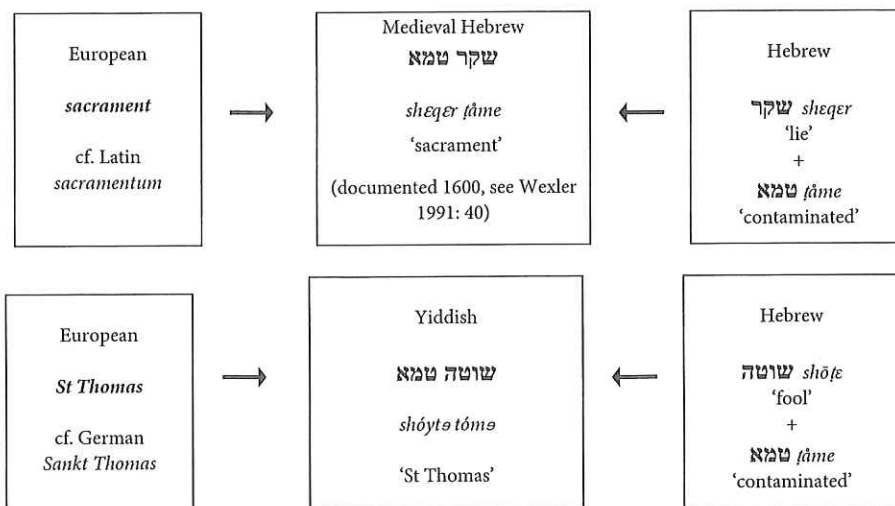 European
sacrament
cf. Latin
sacramentum
Medieval Hebrew
שקר טמא
shɛqɛr ṭåme
‘sacrament’
(documented 1600, see Wexler
1991: 40)
Hebrew
שקר shɛqɛr
‘lie’
+
טמא ṭåme
‘contaminated’
European
St Thomas
cf. German
Sankt Thomas
Yiddish
שוטה טמא
shóytə tómə
‘St Thomas’
Hebrew
שוטה shōṭɛ
‘fool’
+
טמא ṭåme
‘contaminated’